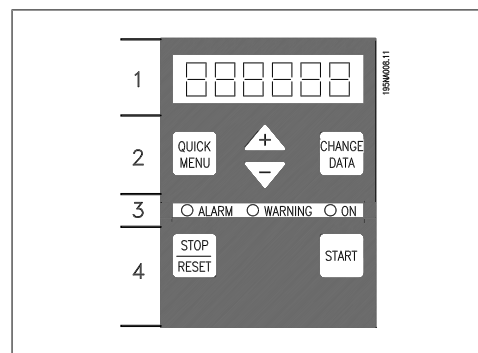 1
195NA008.11
2
QUICK
MENU
+
CHANGE
DATA
−
3
ALARM WARNING ON
4
STOP
RESET
START